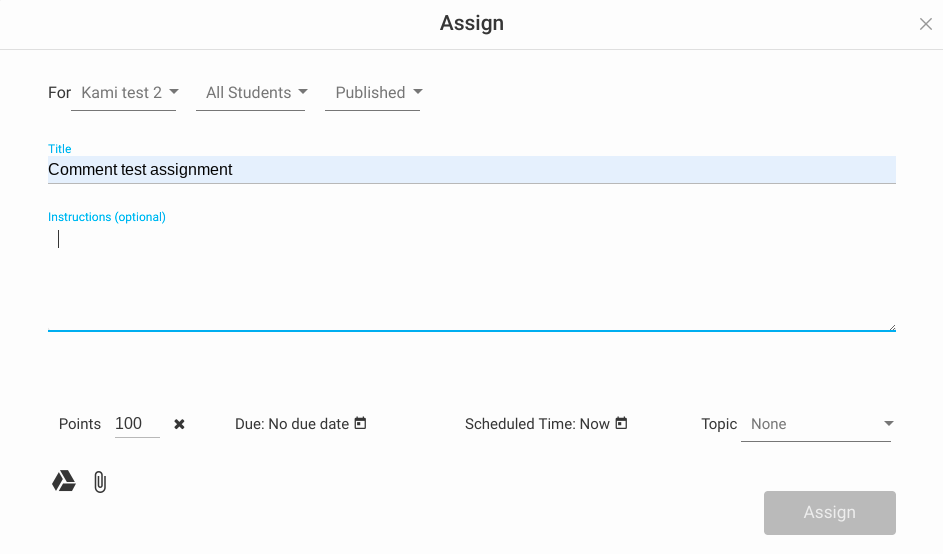 Assign
For Kami test 2 All Students Published
Title
Comment test assignment
Instructions (optional)
Points 100 Due: No due date Scheduled Time: Now Topic None
Assign